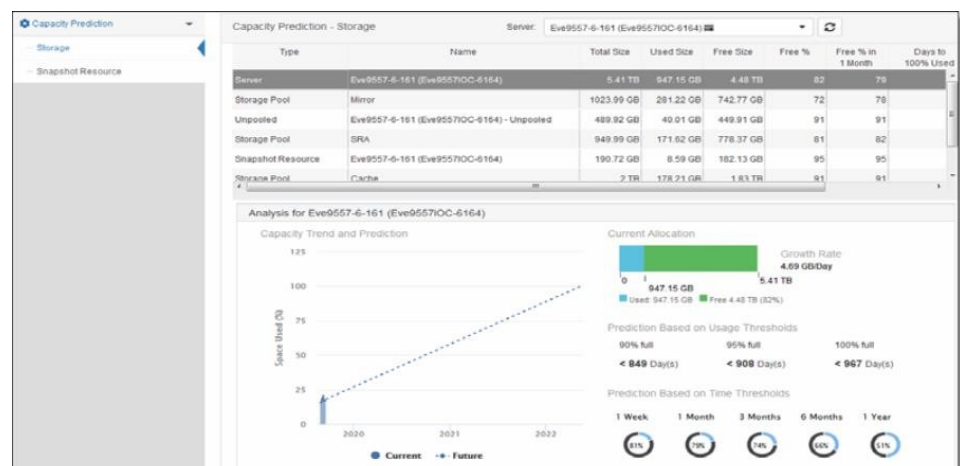 Capacity Prediction
Storage
Snapshot Resource
Capacity Prediction - Storage
Server: Eve9557-6-161 (Eve9557IOC-6164)
Type Name Total Size Used Size Free Size Free % Free % in 1 Month Days to 100% Used
Server Eve9557-6-161 (Eve9557IOC-6164) 5.41 TB 947.15 GB 4.48 TB 82 79
Storage Pool Mirror 1023.99 GB 281.22 GB 742.77 GB 72 78
Unpooled Eve9557-6-161 (Eve9557IOC-6164) - Unpooled 489.92 GB 40.01 GB 449.91 GB 91 91
Storage Pool SRA 949.99 GB 171.62 GB 778.37 GB 81 82
Snapshot Resource Eve9557-6-161 (Eve9557IOC-6164) 190.72 GB 8.59 GB 182.13 GB 95 95
Storage Pool Cache 2 TB 178.21 GB 1.83 TB 91 91
Analysis for Eve9557-6-161 (Eve9557IOC-6164)
Capacity Trend and Prediction
125
100
75
50
25
0
Space Used (%)
2020 2021 2022
Current Future
Current Allocation
Growth Rate
4.69 GB/Day
0 947.15 GB 5.41 TB
Used: 947.15 GB Free 4.48 TB (82%)
Prediction Based on Usage Thresholds
90% full 95% full 100% full
< 849 Day(s) < 908 Day(s) < 967 Day(s)
Prediction Based on Time Thresholds
1 Week 1 Month 3 Months 6 Months 1 Year
81% 79% 74% 66% 51%